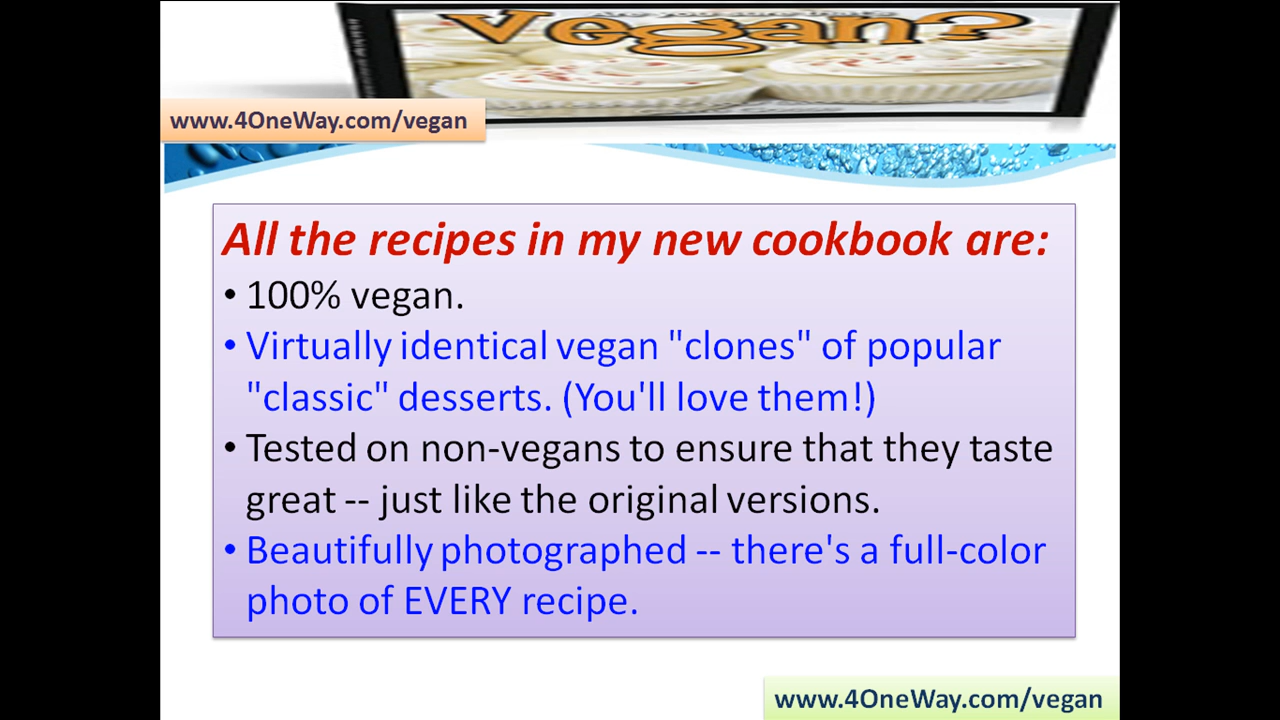 Vegan?
www.4OneWay.com/vegan
All the recipes in my new cookbook are:
• 100% vegan.
• Virtually identical vegan "clones" of popular
"classic" desserts. (You'll love them!)
• Tested on non-vegans to ensure that they taste
great -- just like the original versions.
• Beautifully photographed -- there's a full-color
photo of EVERY recipe.
www.4OneWay.com/vegan